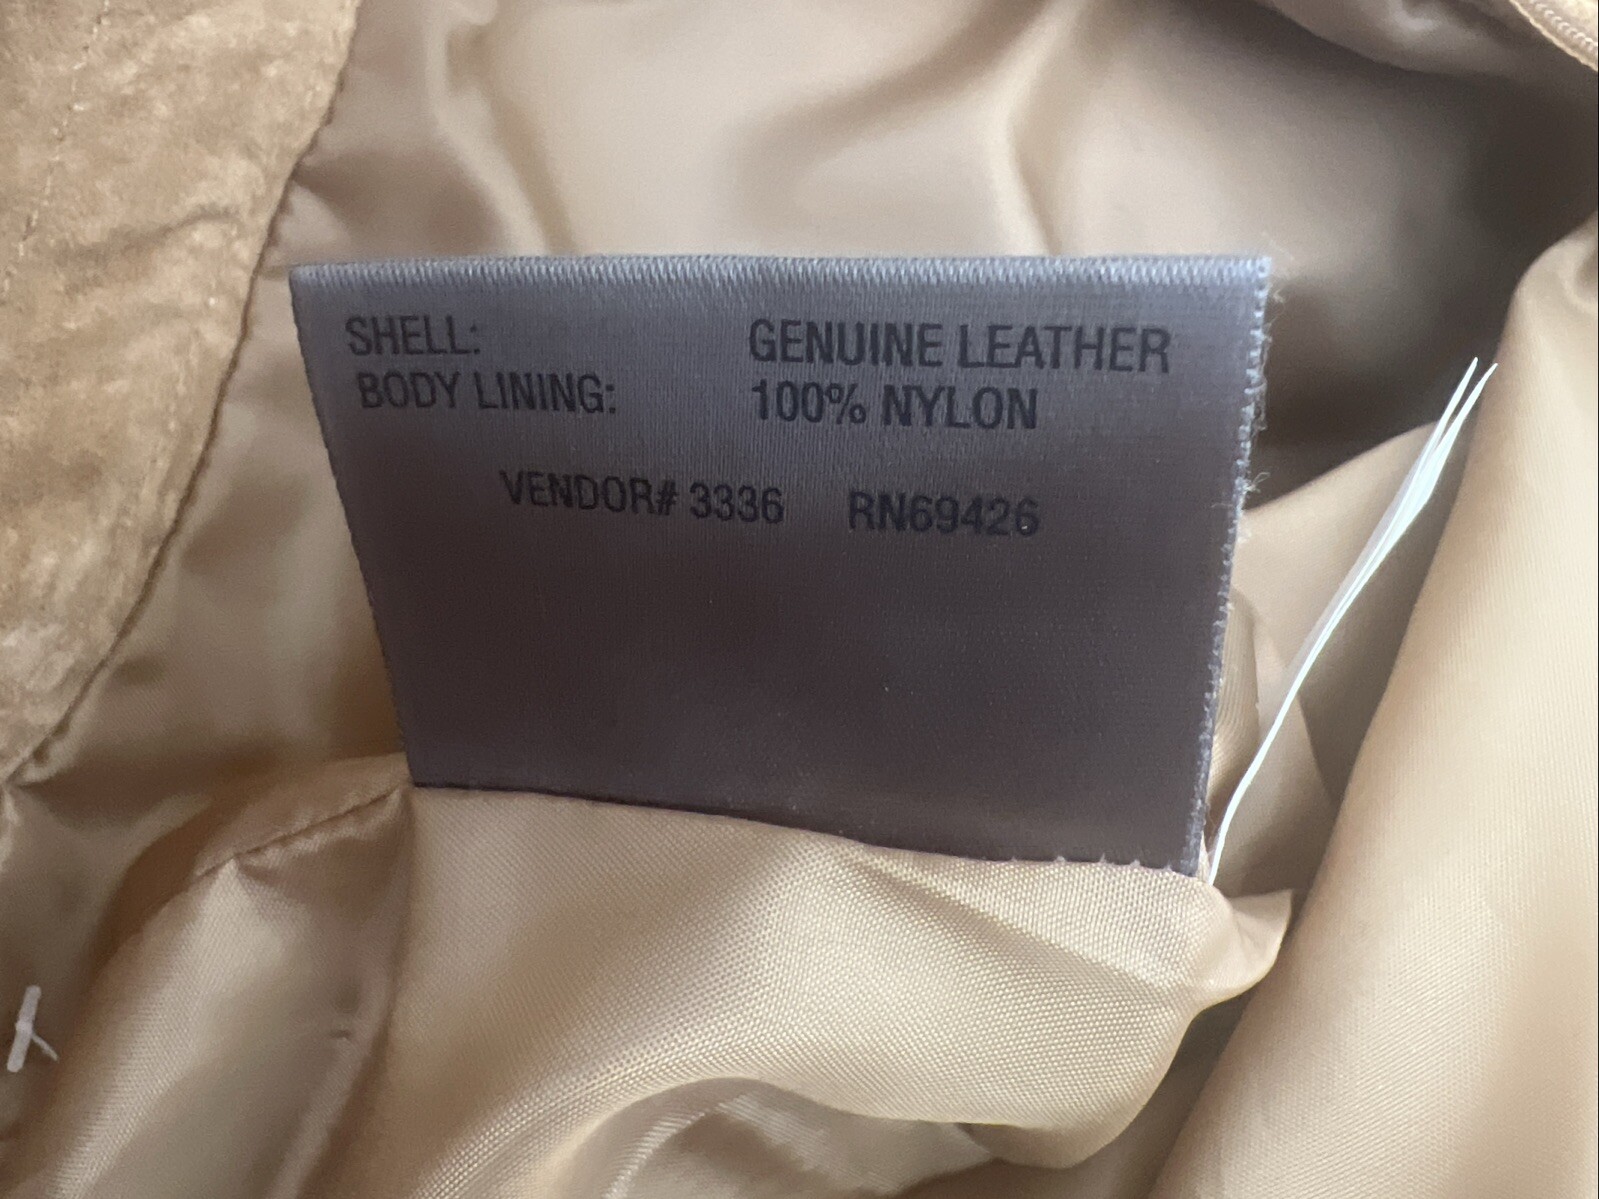 SHELL: GENUINE LEATHER
BODY LINING: 100% NYLON
VENDOR# 3336 RN69426